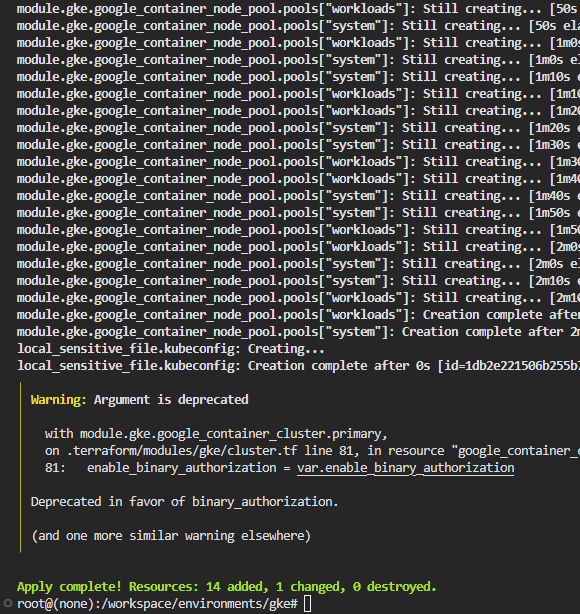 module.gke.google_container_node_pool.pools["workloads"]: Still creating... [50s
module.gke.google_container_node_pool.pools["system"]: Still creating... [50s ela
module.gke.google_container_node_pool.pools["workloads"]: Still creating... [1m0s
module.gke.google_container_node_pool.pools["system"]: Still creating... [1m0s el
module.gke.google_container_node_pool.pools["system"]: Still creating... [1m10s e
module.gke.google_container_node_pool.pools["workloads"]: Still creating... [1m10
module.gke.google_container_node_pool.pools["workloads"]: Still creating... [1m20
module.gke.google_container_node_pool.pools["system"]: Still creating... [1m20s e
module.gke.google_container_node_pool.pools["system"]: Still creating... [1m30s e
module.gke.google_container_node_pool.pools["workloads"]: Still creating... [1m30
module.gke.google_container_node_pool.pools["workloads"]: Still creating... [1m40
module.gke.google_container_node_pool.pools["system"]: Still creating... [1m40s e
module.gke.google_container_node_pool.pools["system"]: Still creating... [1m50s e
module.gke.google_container_node_pool.pools["workloads"]: Still creating... [1m50
module.gke.google_container_node_pool.pools["workloads"]: Still creating... [2m0s
module.gke.google_container_node_pool.pools["system"]: Still creating... [2m0s el
module.gke.google_container_node_pool.pools["system"]: Still creating... [2m10s e
module.gke.google_container_node_pool.pools["workloads"]: Still creating... [2m10
module.gke.google_container_node_pool.pools["workloads"]: Creation complete after
module.gke.google_container_node_pool.pools["system"]: Creation complete after 2m
local_sensitive_file.kubeconfig: Creating...
local_sensitive_file.kubeconfig: Creation complete after 0s [id=1db2e221506b255b7
Warning: Argument is deprecated
with module.gke.google_container_cluster.primary,
on .terraform/modules/gke/cluster.tf line 81, in resource "google_container_c
81: enable_binary_authorization = var.enable_binary_authorization
Deprecated in favor of binary_authorization.
(and one more similar warning elsewhere)
Apply complete! Resources: 14 added, 1 changed, 0 destroyed.
root@(none):/workspace/environments/gke#